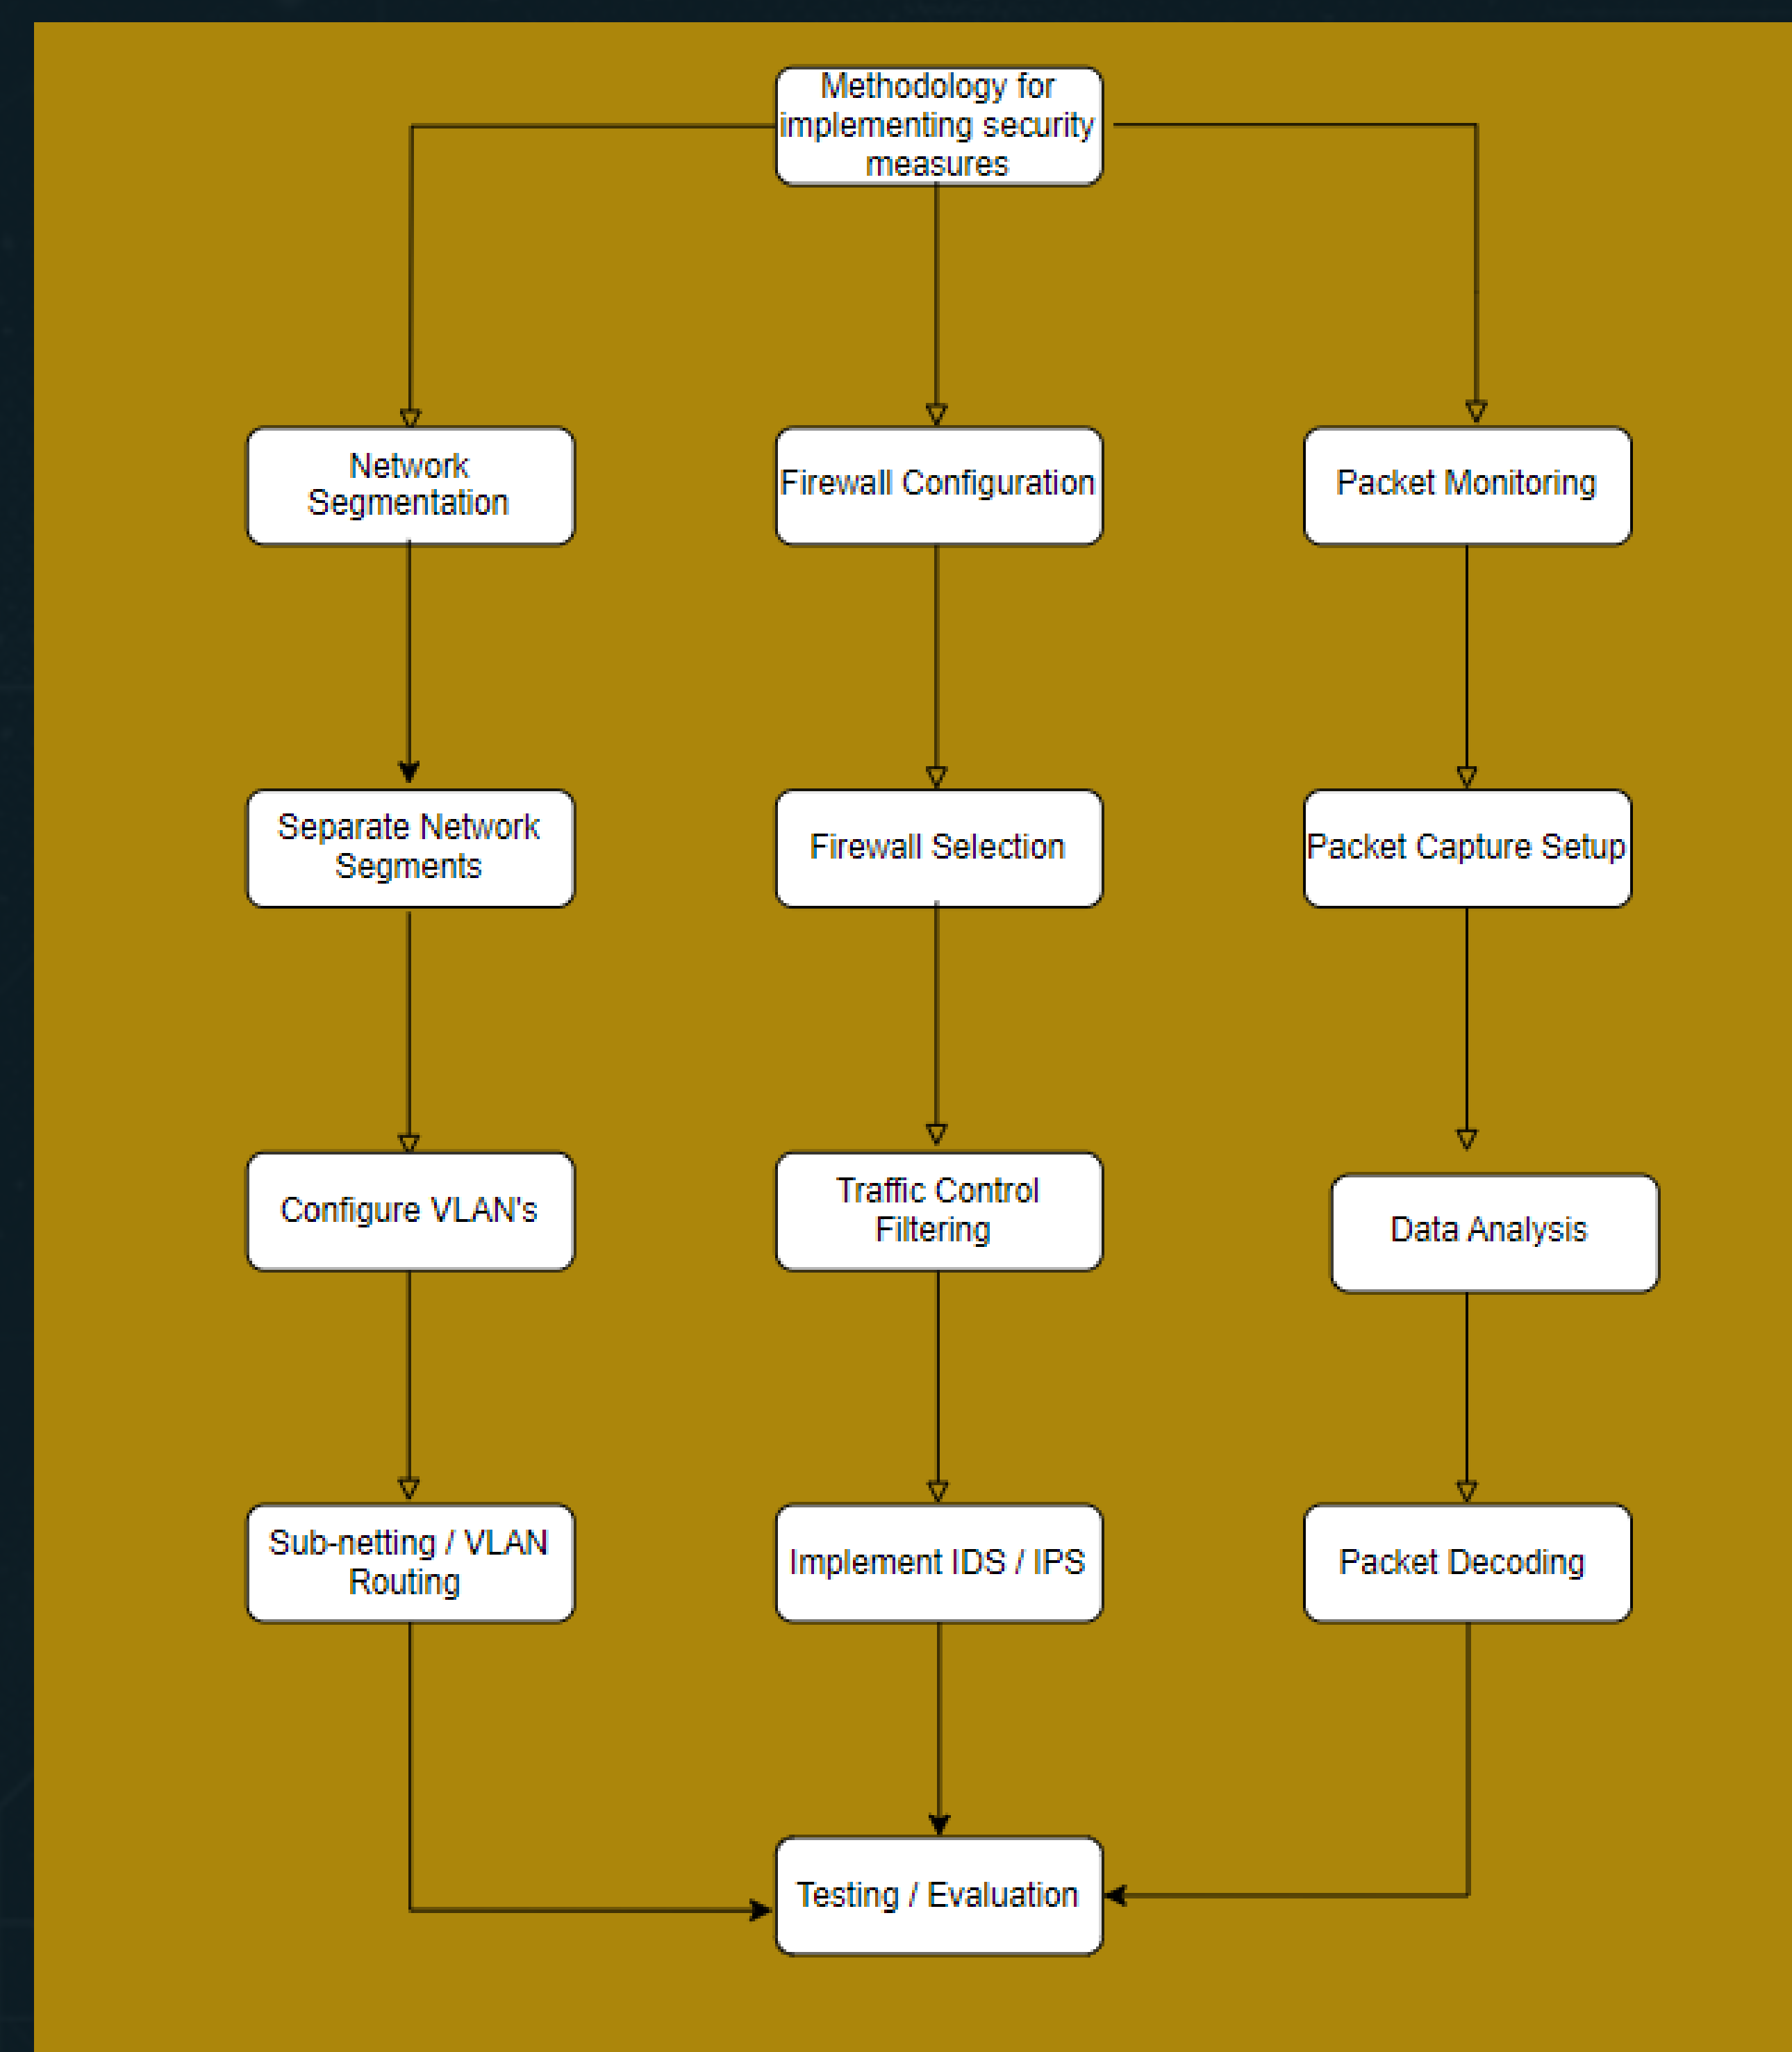 Methodology for
implementing security
measures
Network
Segmentation
Firewall Configuration
Packet Monitoring
Separate Network
Segments
Firewall Selection
Packet Capture Setup
Configure VLAN's
Traffic Control
Filtering
Data Analysis
Sub-netting / VLAN
Routing
Implement IDS / IPS
Packet Decoding
Testing / Evaluation